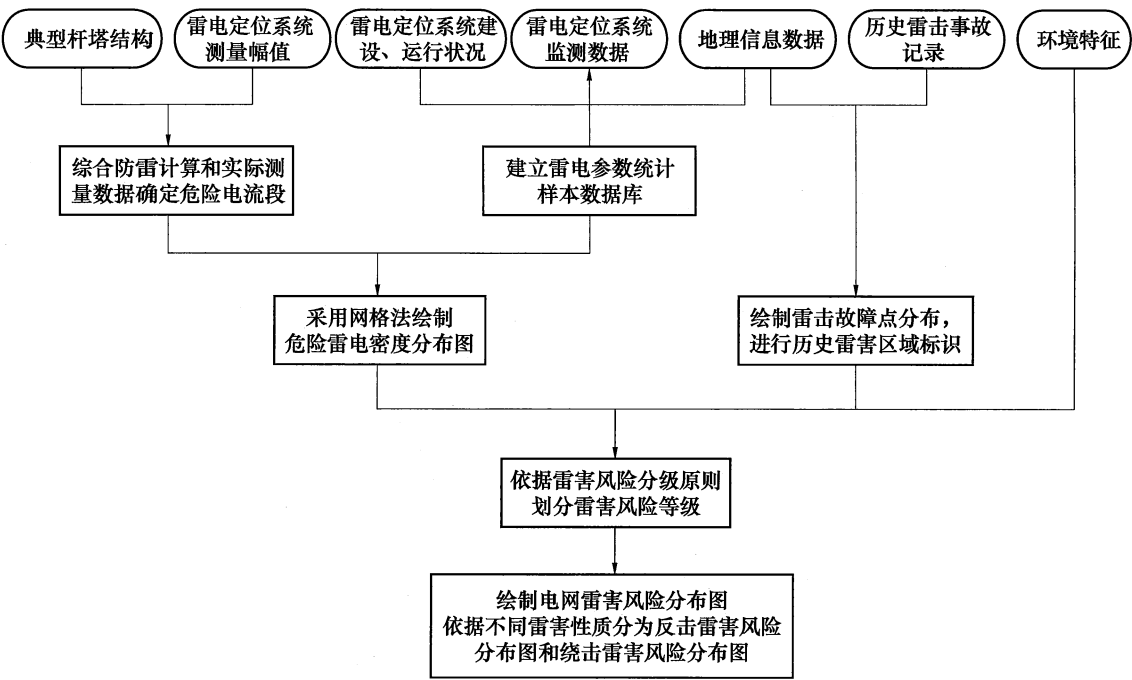 典型杆塔结构
雷电定位系统
测量幅值
雷电定位系统建
设、运行状况
雷电定位系统
监测数据
地理信息数据
历史雷击事故
记录
环境特征
综合防雷计算和实际测
量数据确定危险电流段
建立雷电参数统计
样本数据库
采用网格法绘制
危险雷电密度分布图
绘制雷击故障点分布，
进行历史雷害区域标识
依据雷害风险分级原则
划分雷害风险等级
绘制电网雷害风险分布图
依据不同雷害性质分为反击雷害风险
分布图和绕击雷害风险分布图